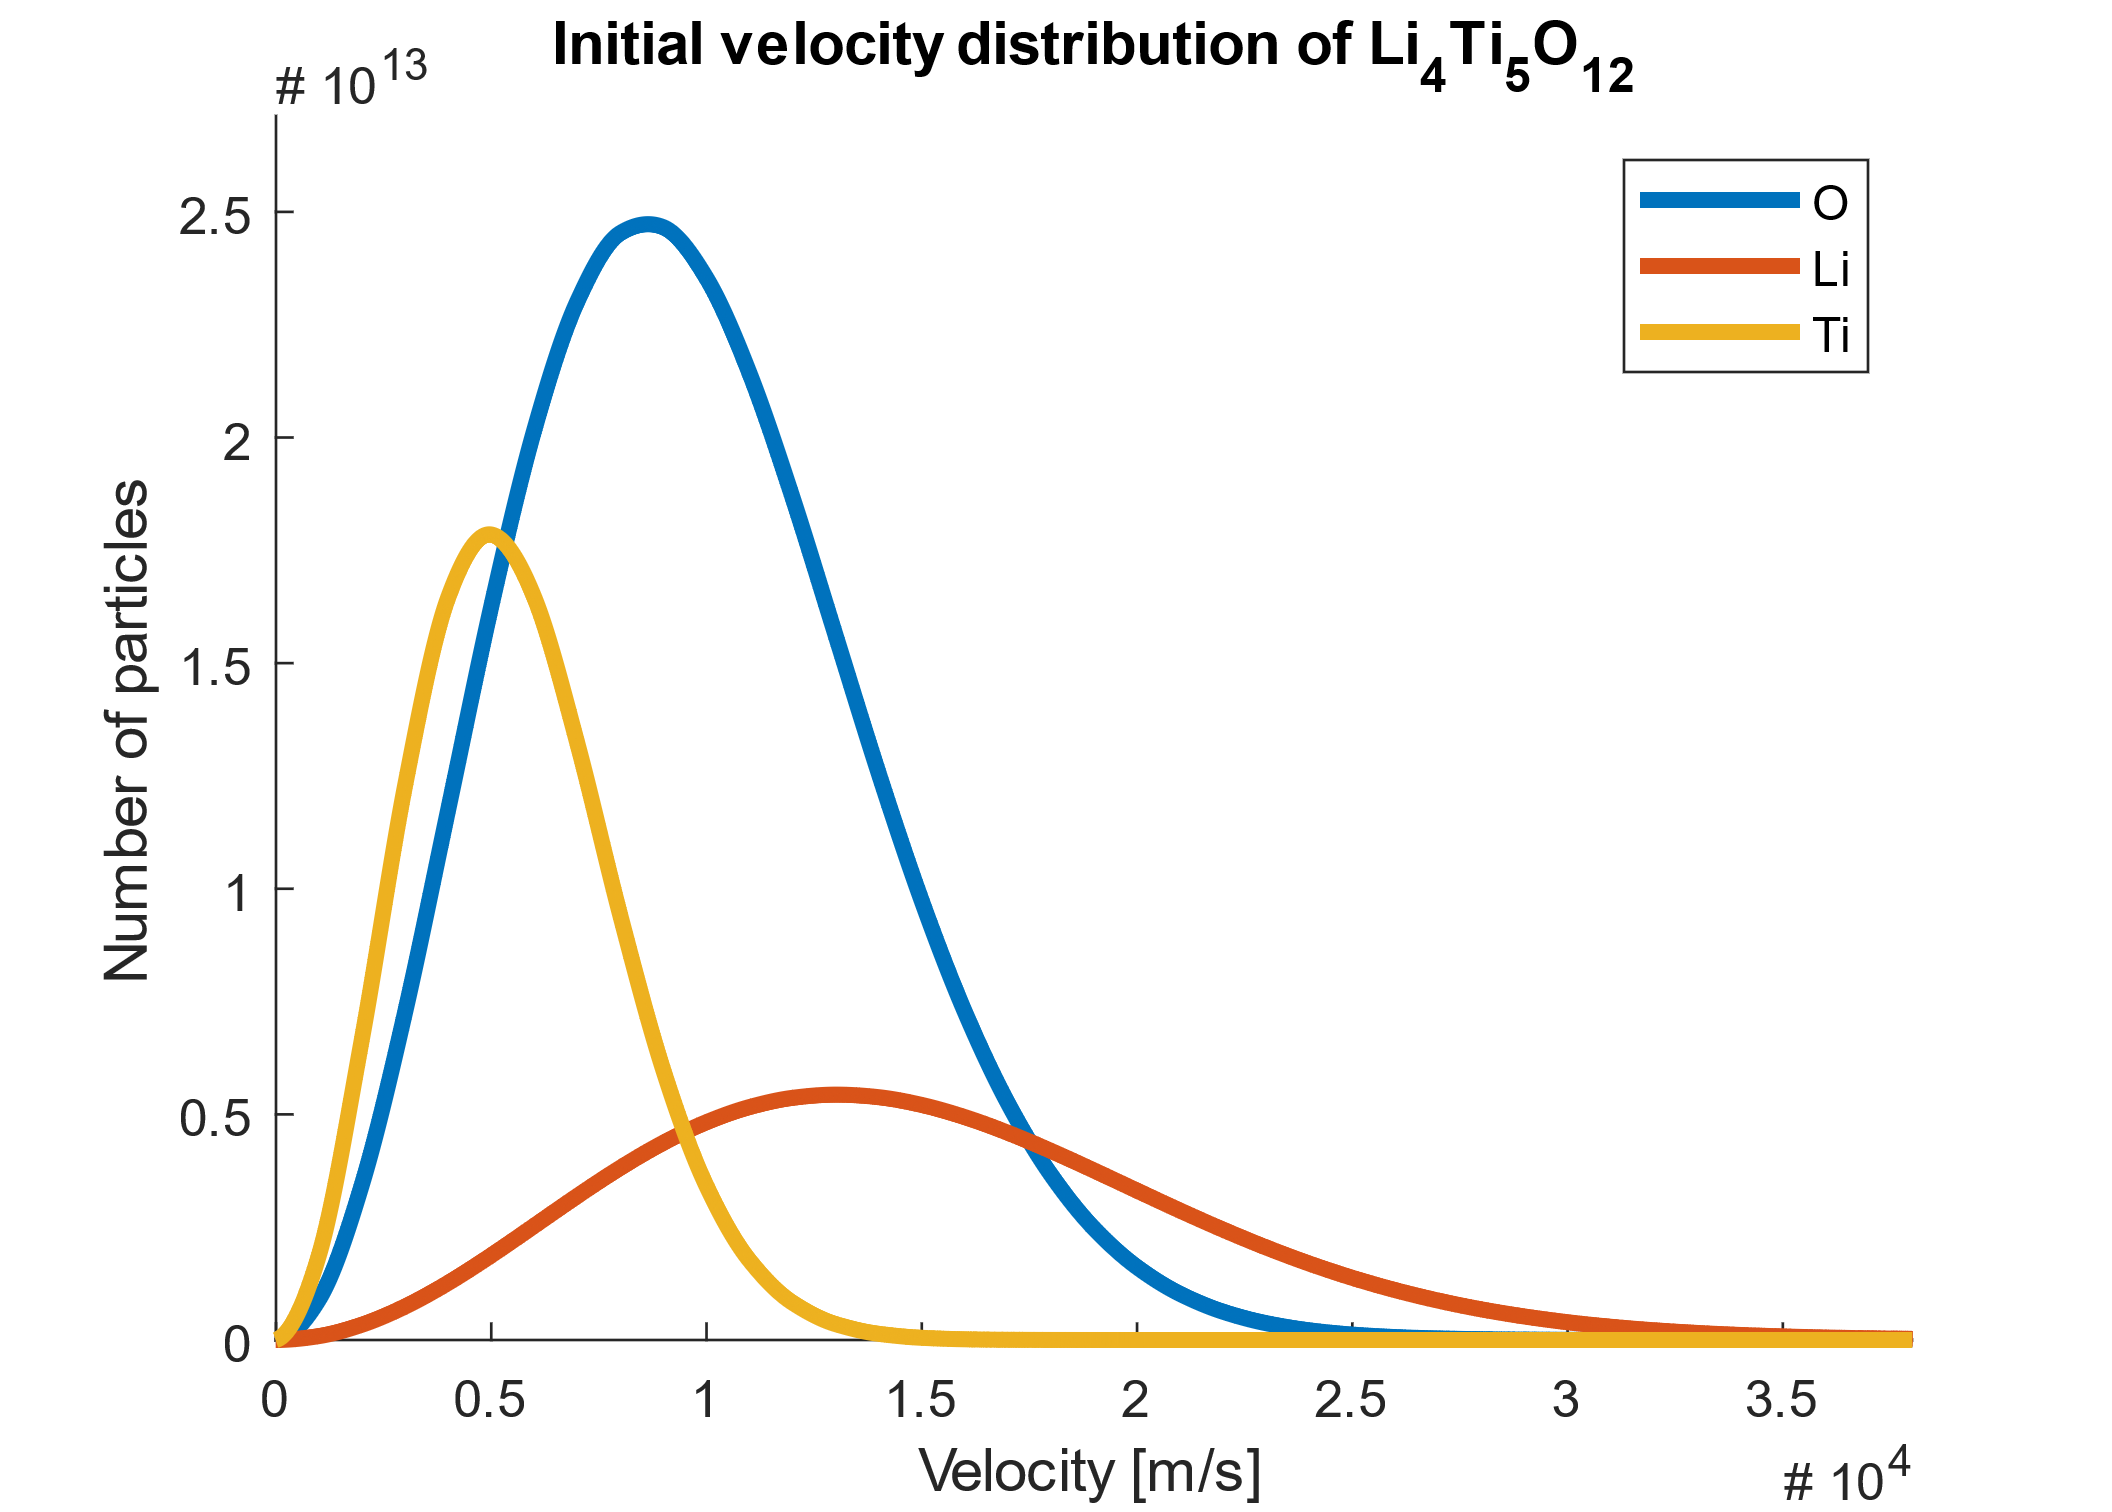 Initial velocity distribution of Li4Ti5O12
# 10^13
O
Li
Ti
2.5
2
1.5
1
0.5
0
Number of particles
0 0.5 1 1.5 2 2.5 3 3.5
Velocity [m/s]
# 10^4